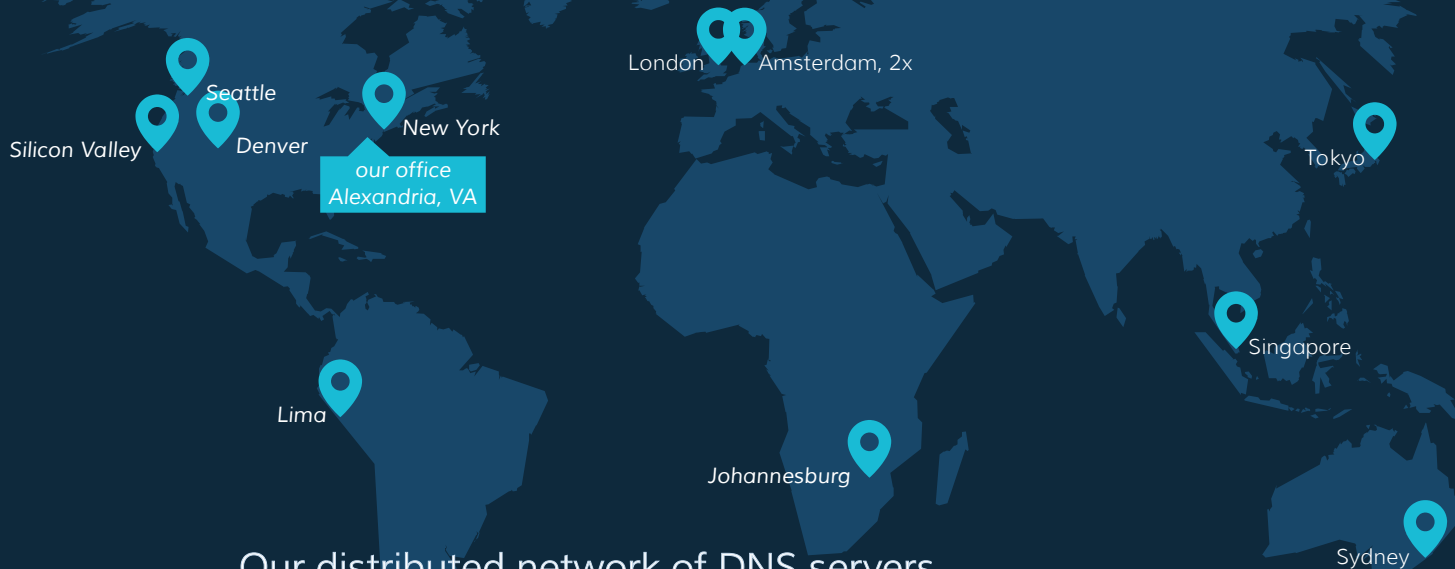 London
Amsterdam, 2x
Seattle
New York
Silicon Valley
Denver
Tokyo
our office
Alexandria, VA
Singapore
Lima
Johannesburg
Sydney
Our distributed network of DNS servers